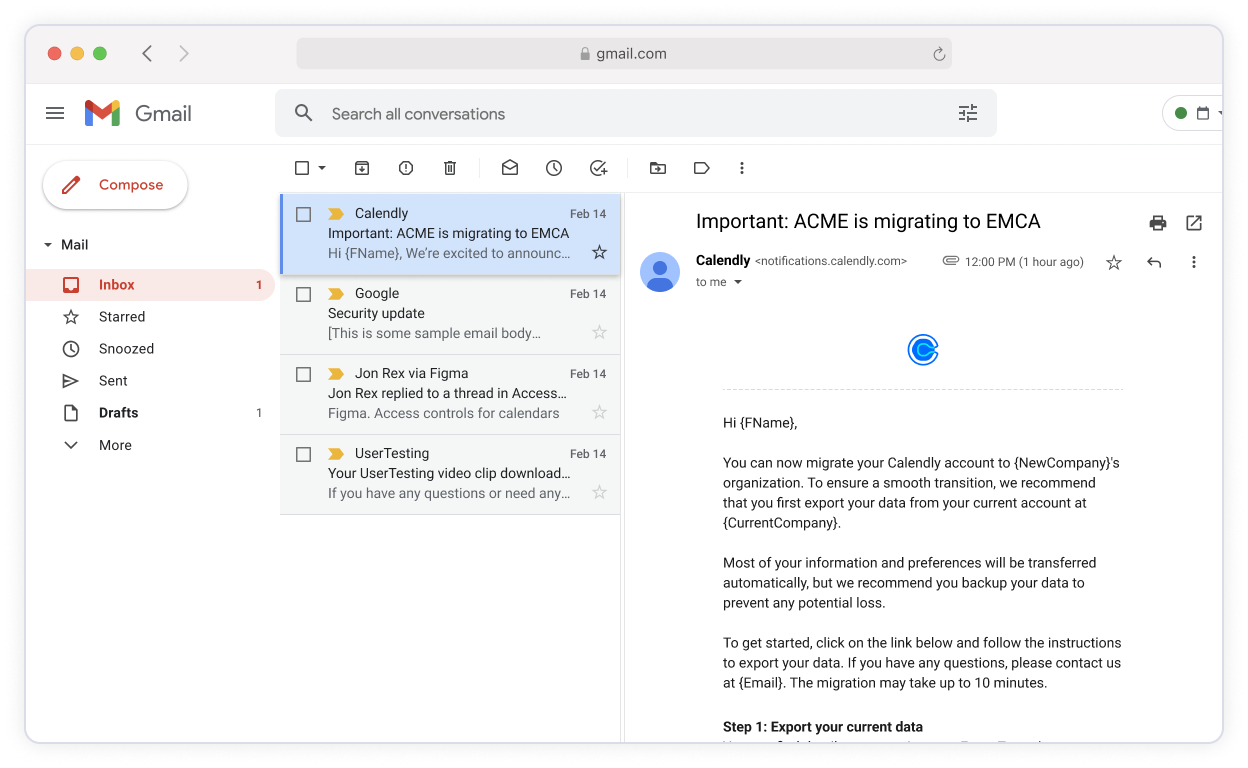 gmail.com
Gmail
Search all conversations
Compose
Mail
Inbox 1
Starred
Snoozed
Sent
Drafts 1
More
Calendly Feb 14
Important: ACME is migrating to EMCA
Hi {FName}, We’re excited to announc...
Google Feb 14
Security update
[This is some sample email body...
Jon Rex via Figma Feb 14
Jon Rex replied to a thread in Access...
Figma. Access controls for calendars
UserTesting Feb 14
Your UserTesting video clip download...
If you have any questions or need any...
Important: ACME is migrating to EMCA
Calendly <notifications.calendly.com> 12:00 PM (1 hour ago)
to me
Hi {FName},
You can now migrate your Calendly account to {NewCompany}'s
organization. To ensure a smooth transition, we recommend
that you first export your data from your current account at
{CurrentCompany}.
Most of your information and preferences will be transferred
automatically, but we recommend you backup your data to
prevent any potential loss.
To get started, click on the link below and follow the instructions
to export your data. If you have any questions, please contact us
at {Email}. The migration may take up to 10 minutes.
Step 1: Export your current data